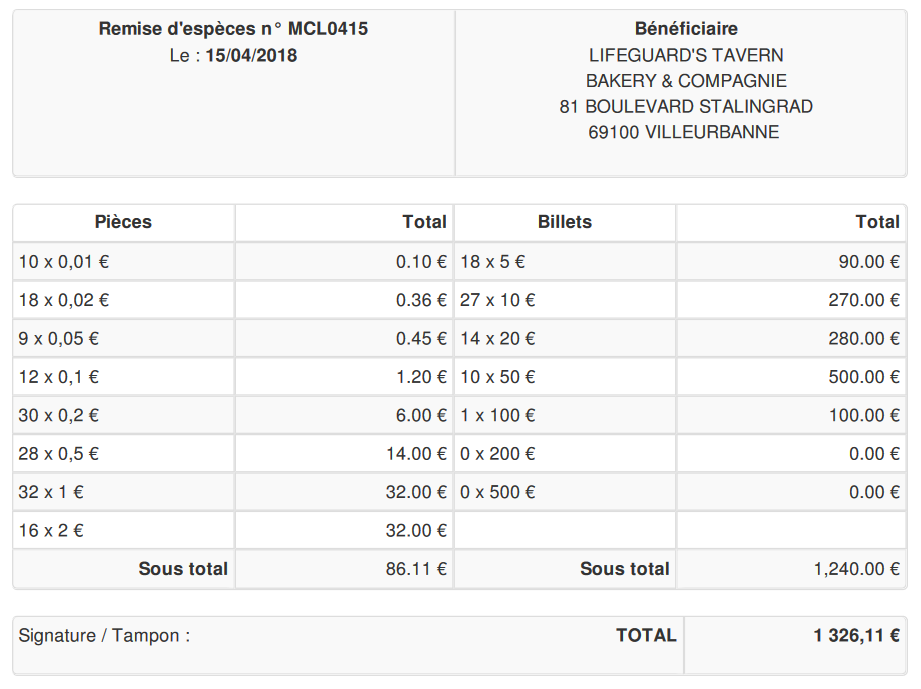 Remise d'espèces n° MCL0415
Le : 15/04/2018
Bénéficiaire
LIFEGUARD'S TAVERN
BAKERY & COMPAGNIE
81 BOULEVARD STALINGRAD
69100 VILLEURBANNE
Pièces Total Billets Total
10 x 0,01 € 0.10 € 18 x 5 € 90.00 €
18 x 0,02 € 0.36 € 27 x 10 € 270.00 €
9 x 0,05 € 0.45 € 14 x 20 € 280.00 €
12 x 0,1 € 1.20 € 10 x 50 € 500.00 €
30 x 0,2 € 6.00 € 1 x 100 € 100.00 €
28 x 0,5 € 14.00 € 0 x 200 € 0.00 €
32 x 1 € 32.00 € 0 x 500 € 0.00 €
16 x 2 € 32.00 €
Sous total 86.11 € Sous total 1,240.00 €
Signature / Tampon : TOTAL 1 326,11 €